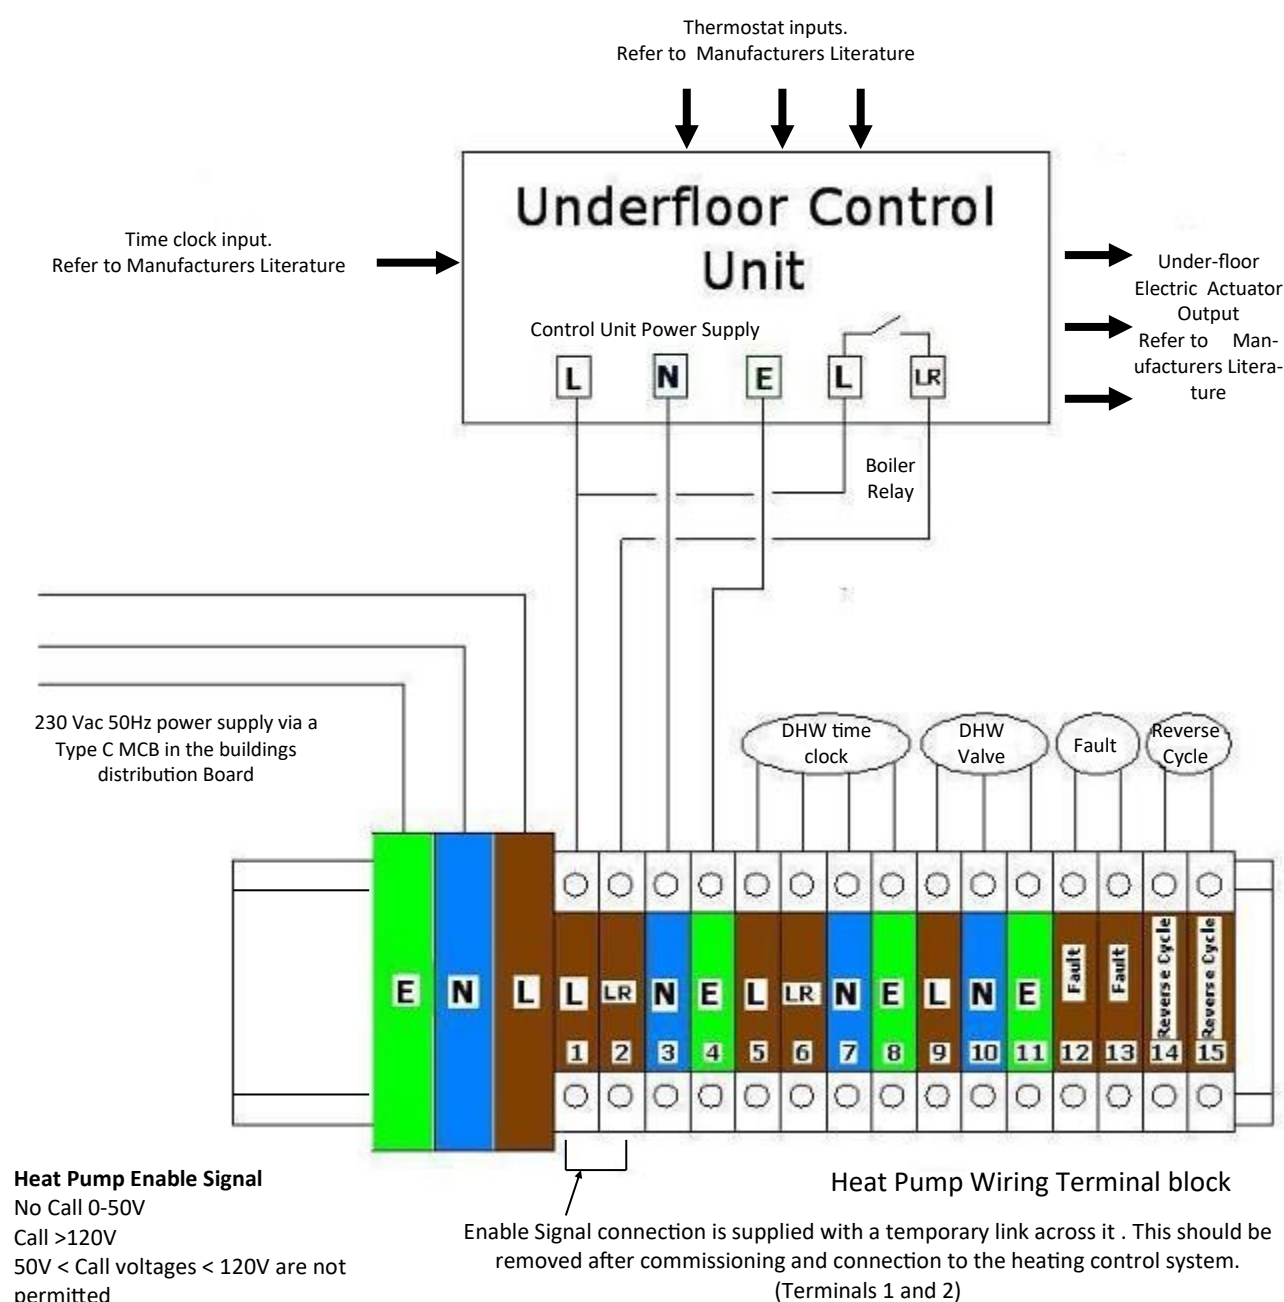 Thermostat inputs.
Refer to Manufacturers Literature
Underfloor Control
Unit
Time clock input.
Refer to Manufacturers Literature
Under-floor
Electric Actuator
Output
Refer to Man-
ufacturers Litera-
ture
Control Unit Power Supply
L N E L LR
Boiler
Relay
230 Vac 50Hz power supply via a
Type C MCB in the buildings
distribution Board
DHW time
clock
DHW
Valve
Fault
Reverse
Cycle
E N L L LR N E L LR N E L N E Fault Fault Reverse Cycle Reverse Cycle
1 2 3 4 5 6 7 8 9 10 11 12 13 14 15
Heat Pump Wiring Terminal block
Heat Pump Enable Signal
No Call 0-50V
Call >120V
50V < Call voltages < 120V are not
permitted
Enable Signal connection is supplied with a temporary link across it . This should be
removed after commissioning and connection to the heating control system.
(Terminals 1 and 2)